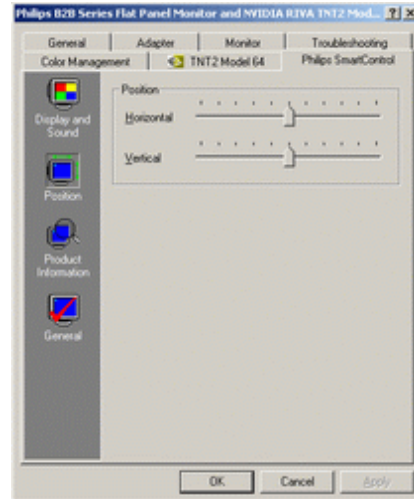 Philips B2B Series Flat Panel Monitor and NVIDIA RIVA TNT2 Mod...
General Adapter Monitor Troubleshooting
Color Management TNT2 Model 64 Philips SmartControl
Position
Horizontal
Vertical
Display and
Sound
Position
Product
Information
General
OK Cancel Apply